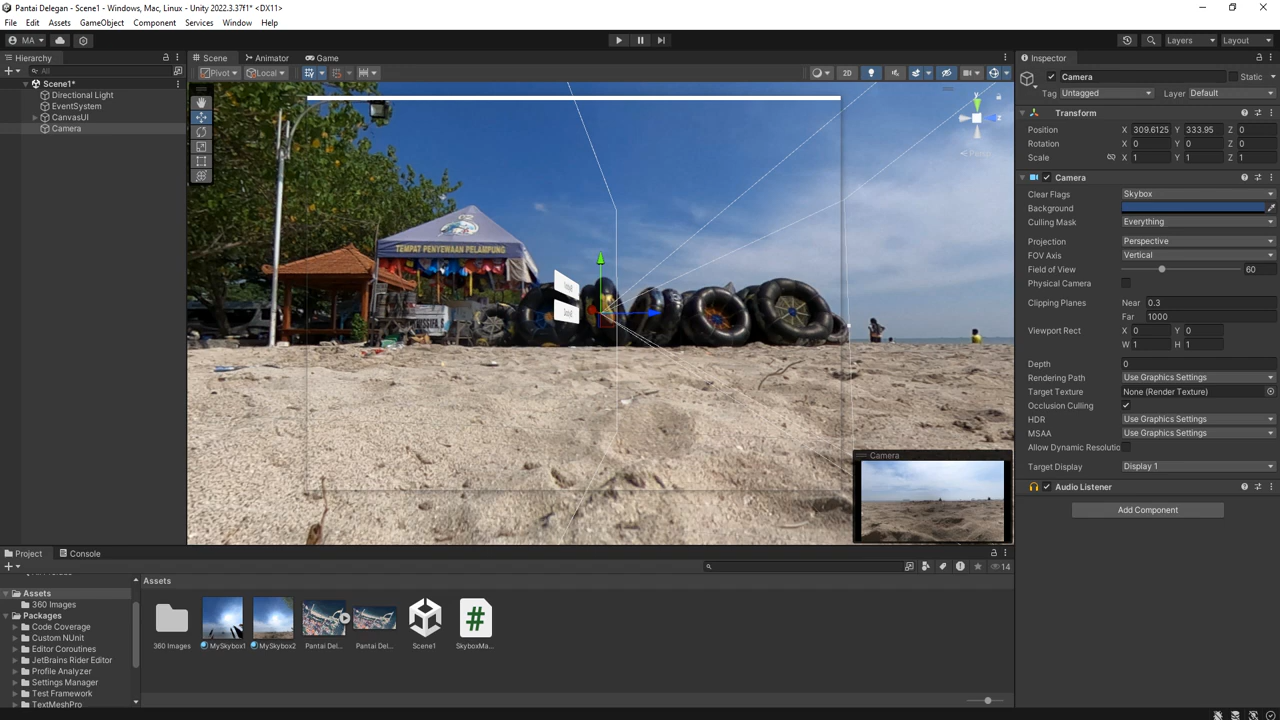 Pantai Delegan - Scene1 - Windows, Mac, Linux - Unity 2022.3.37f1* <DX11>
File Edit Assets GameObject Component Services Window Help
MA
Layers Layout
Hierarchy
All
Scene1*
Directional Light
EventSystem
CanvasUI
Camera
Scene Animator Game
Pivot Local
2D
y
z
Persp
TEMPAT PENYEWAAN PELAMPUNG
Camera
Inspector
Camera Static
Tag Untagged Layer Default
Transform
Position X 309.6125 Y 333.95 Z 0
Rotation X 0 Y 0 Z 0
Scale X 1 Y 1 Z 1
Camera
Clear Flags Skybox
Background
Culling Mask Everything
Projection Perspective
FOV Axis Vertical
Field of View 60
Physical Camera
Clipping Planes Near 0.3
Far 1000
Viewport Rect X 0 Y 0
W 1 H 1
Depth 0
Rendering Path Use Graphics Settings
Target Texture None (Render Texture)
Occlusion Culling
HDR Use Graphics Settings
MSAA Use Graphics Settings
Allow Dynamic Resolutio
Target Display Display 1
Audio Listener
Add Component
Project Console
14
Assets
360 Images
Packages
Code Coverage
Custom NUnit
Editor Coroutines
JetBrains Rider Editor
Profile Analyzer
Settings Manager
Test Framework
TextMeshPro
Assets
360 Images MySkybox1 MySkybox2 Pantai Del... Pantai Del... Scene1 SkyboxMa...